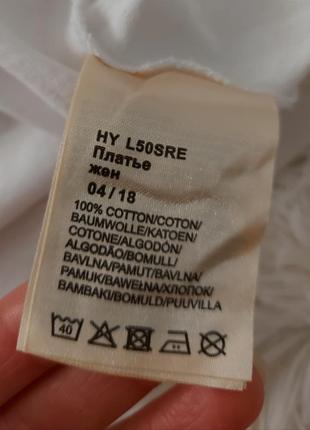 HY L50SRE
Платье
жен
04/18
100% COTTON/COTON/
BAUMWOLLE/KATOEN/
COTONE/ALGODÓN/
ALGODÃO/BOMULL/
BAVLNA/PAMUT/BAVLNA/
PAMUK/BAWEŁNA/ХЛОПОК/
BAMBAKI/BOMULD/PUUVILLA
40